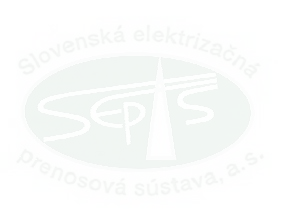 Slovenská elektrizačná
SEPS
prenosová sústava, a.s.